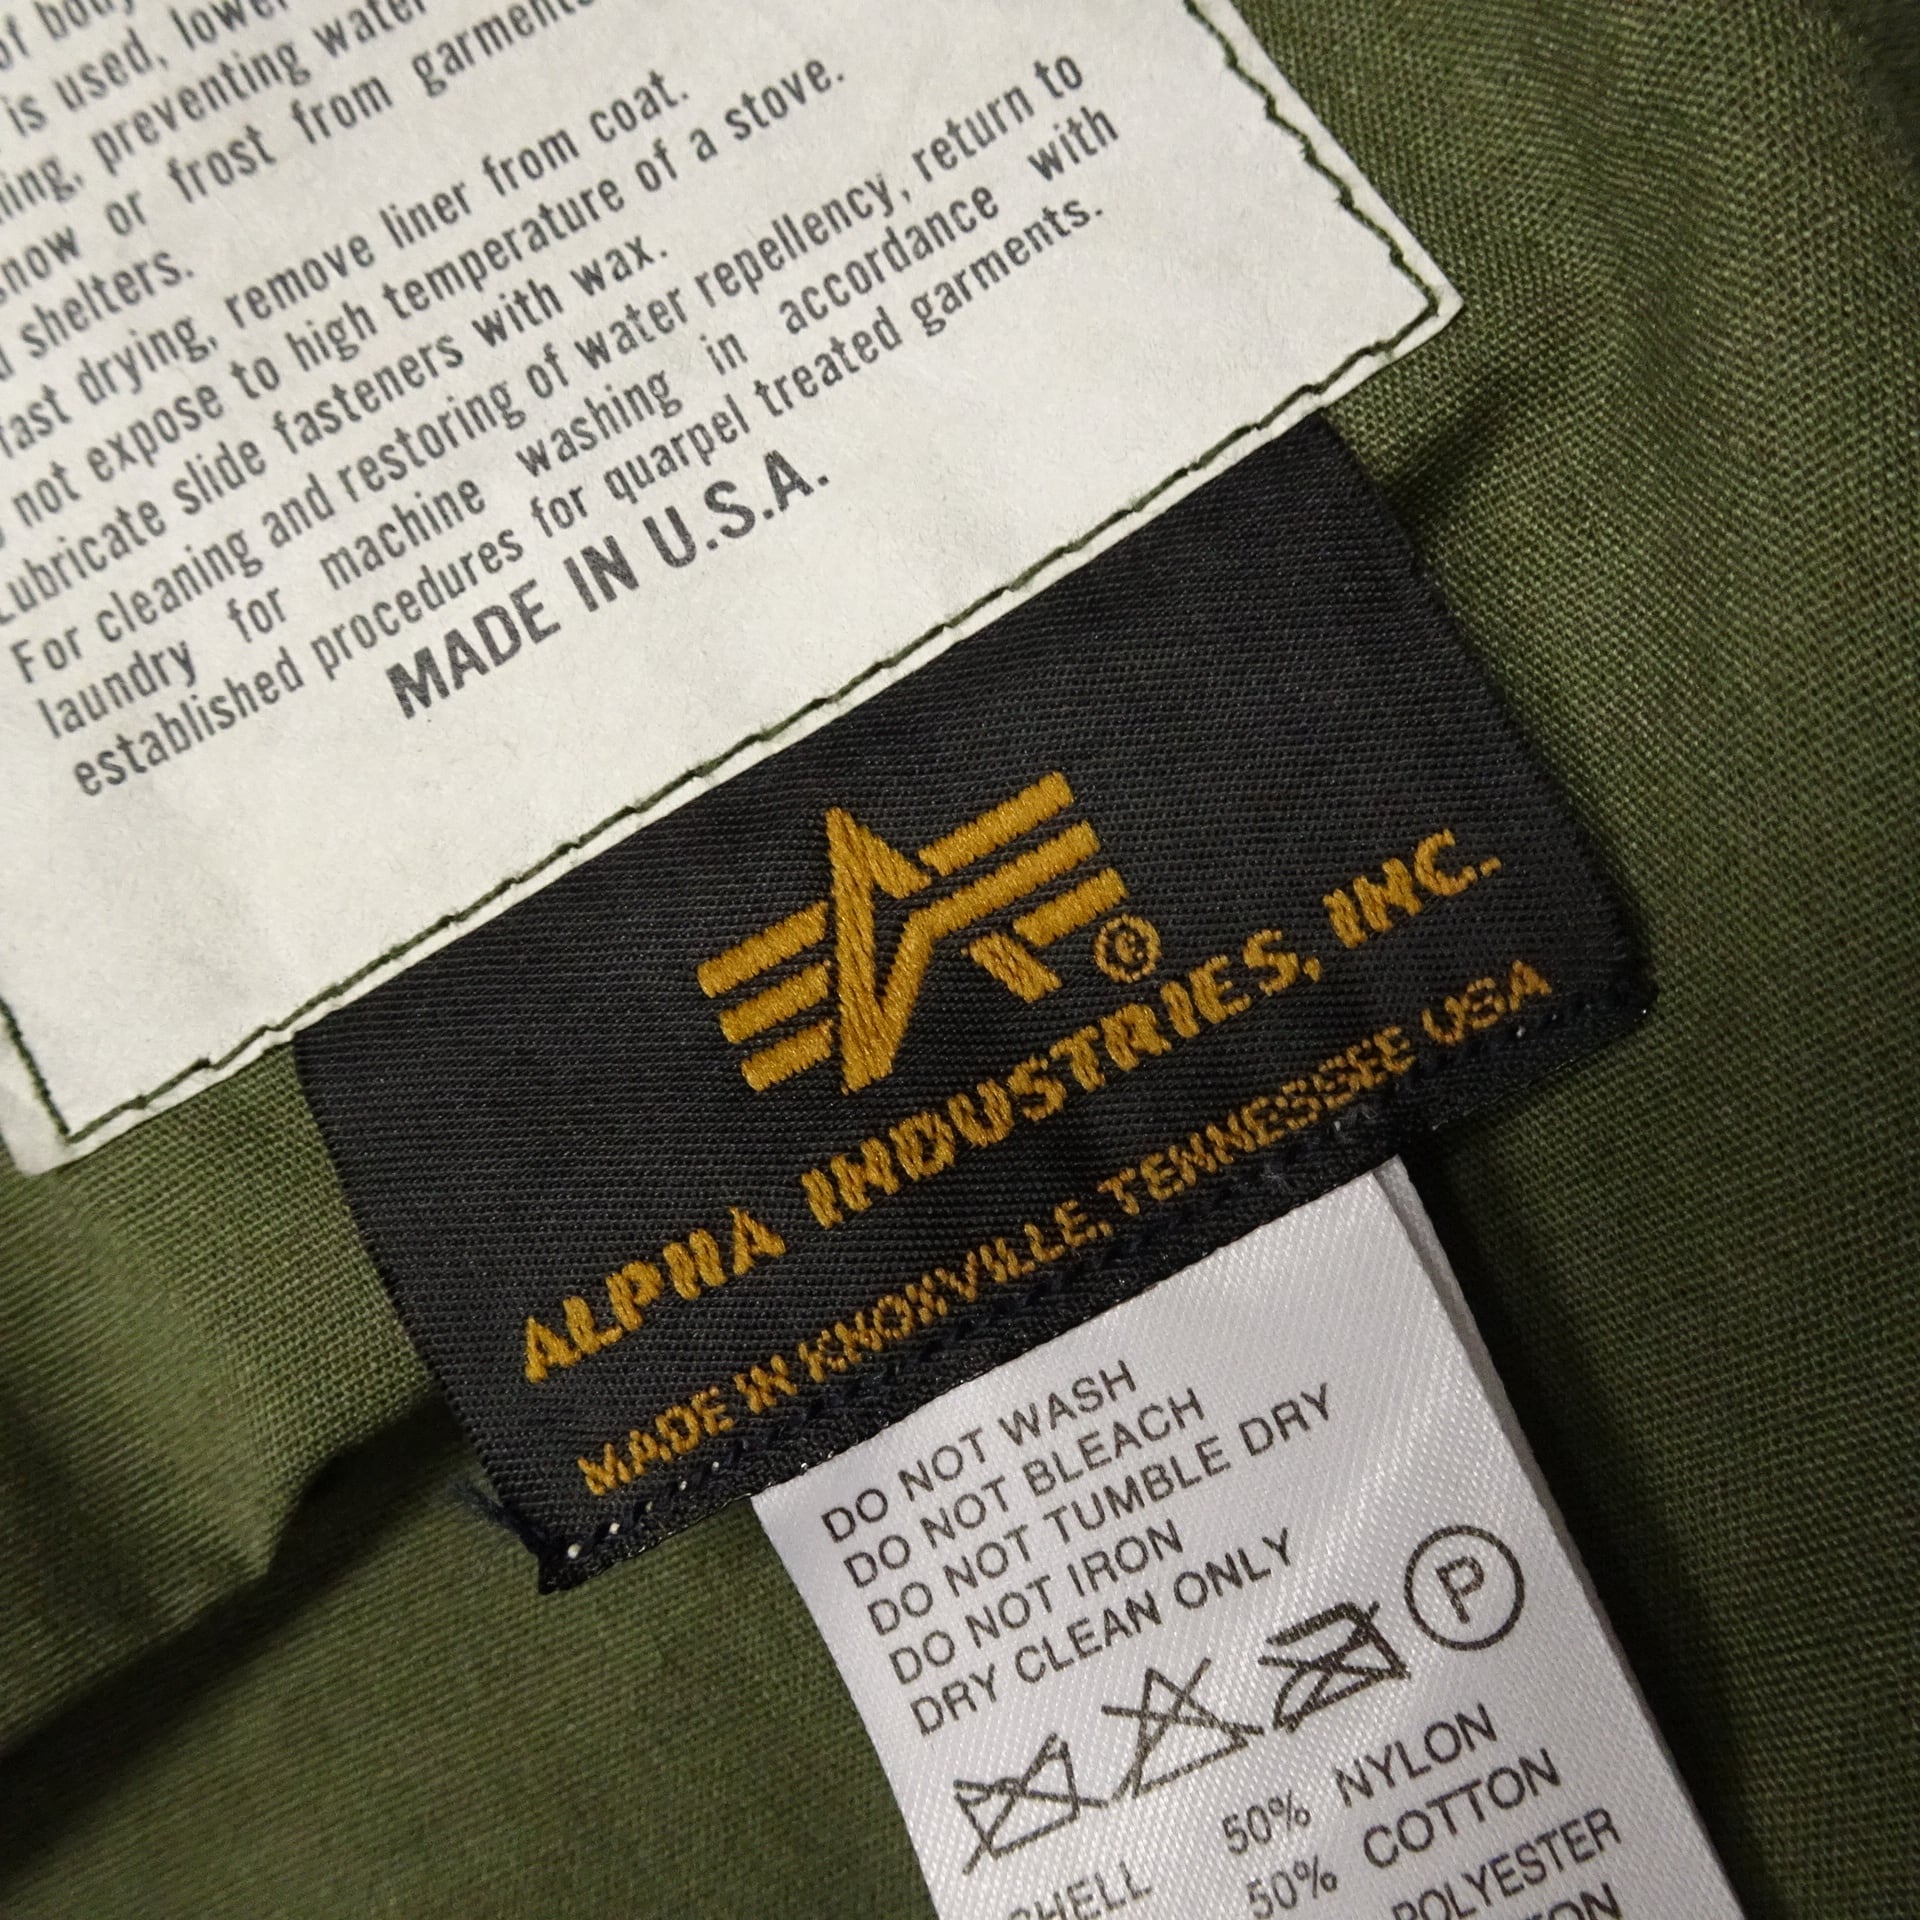 of body
is used, lower
preventing water
snow or frost from garments
shelters.
fast drying, remove liner from coat.
not expose to high temperature of a stove.
Lubricate slide fasteners with wax.
For cleaning and restoring of water repellency, return to
laundry for machine washing in accordance with
established procedures for quarpel treated garments.
MADE IN U.S.A.
®
ALPHA INDUSTRIES, INC.
MADE IN KNOXVILLE, TENNESSEE USA
DO NOT WASH
DO NOT BLEACH
DO NOT TUMBLE DRY
DO NOT IRON
DRY CLEAN ONLY
P
50% NYLON
SHELL 50% COTTON
POLYESTER